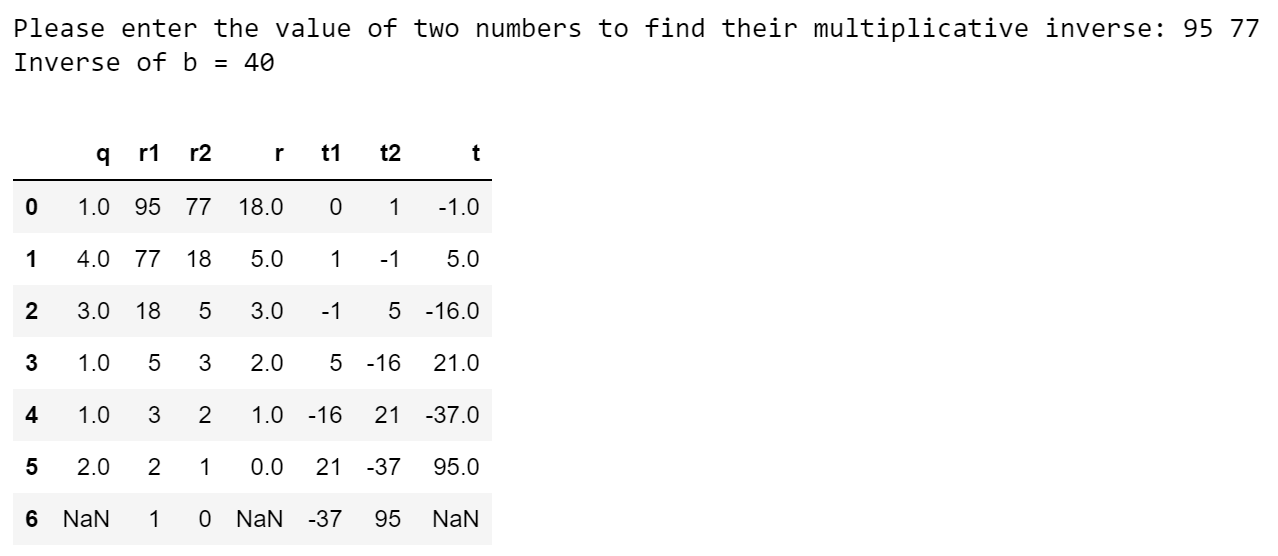 Please enter the value of two numbers to find their multiplicative inverse: 95 77
Inverse of b = 40
q r1 r2 r t1 t2 t
0 1.0 95 77 18.0 0 1 -1.0
1 4.0 77 18 5.0 1 -1 5.0
2 3.0 18 5 3.0 -1 5 -16.0
3 1.0 5 3 2.0 5 -16 21.0
4 1.0 3 2 1.0 -16 21 -37.0
5 2.0 2 1 0.0 21 -37 95.0
6 NaN 1 0 NaN -37 95 NaN